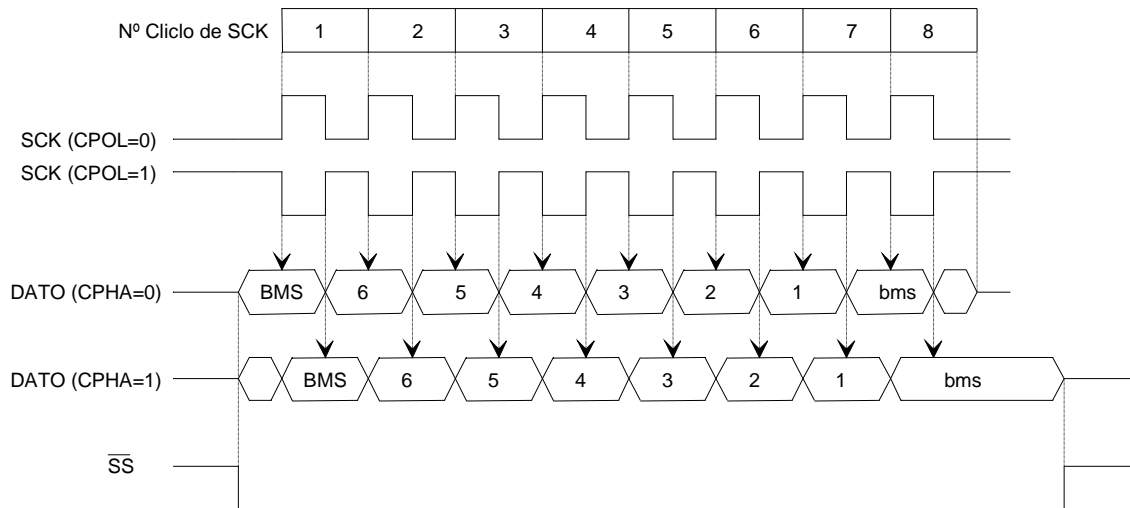 Nº Cliclo de SCK 1 2 3 4 5 6 7 8
SCK (CPOL=0)
SCK (CPOL=1)
DATO (CPHA=0) BMS 6 5 4 3 2 1 bms
DATO (CPHA=1) BMS 6 5 4 3 2 1 bms
SS